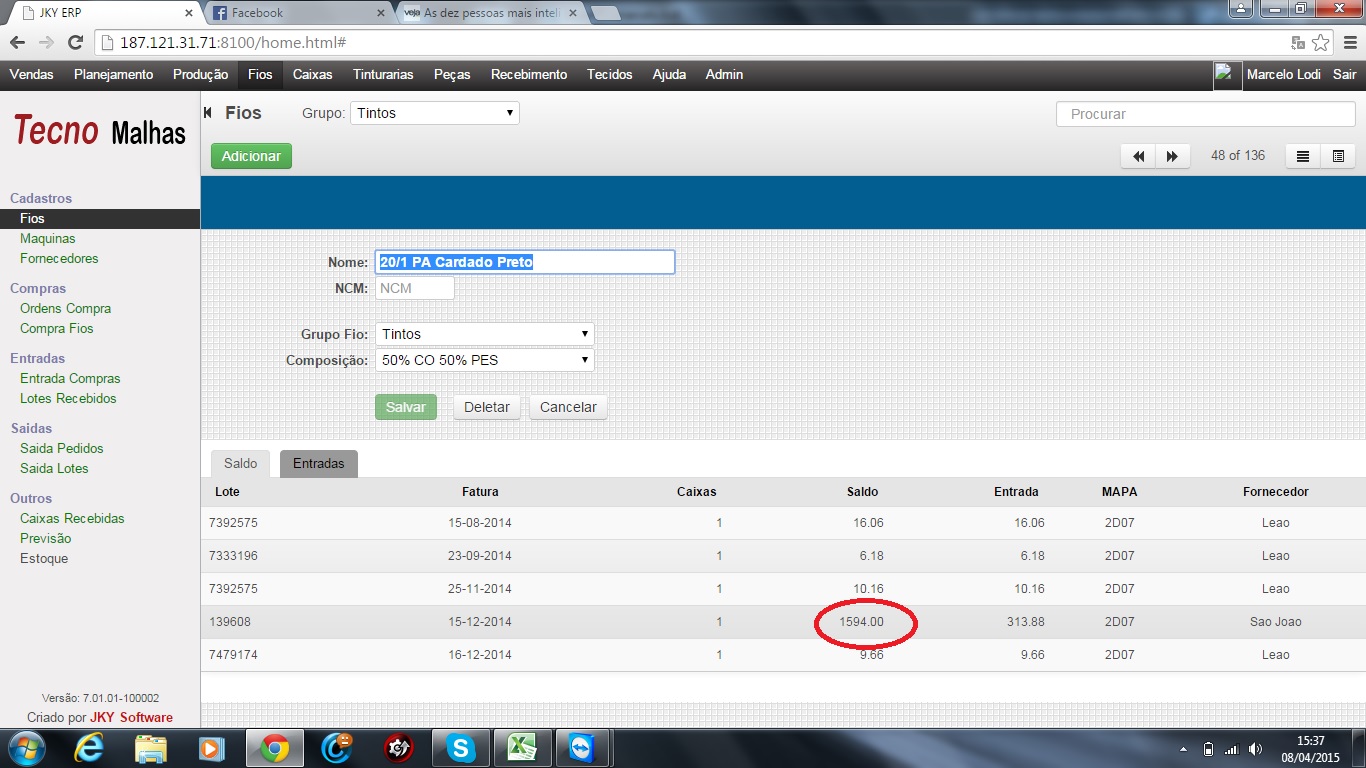 JKY ERP
Facebook
veja As dez pessoas mais inteli
187.121.31.71:8100/home.html#
Vendas Planejamento Produção Fios Caixas Tinturarias Peças Recebimento Tecidos Ajuda Admin Marcelo Lodi Sair
Tecno Malhas
Fios Grupo: Tintos Procurar
Adicionar 48 of 136
Cadastros
Fios
Maquinas
Fornecedores
Compras
Ordens Compra
Compra Fios
Entradas
Entrada Compras
Lotes Recebidos
Saidas
Saida Pedidos
Saida Lotes
Outros
Caixas Recebidas
Previsão
Estoque
Versão: 7.01.01-100002
Criado por JKY Software
Nome: 20/1 PA Cardado Preto
NCM: NCM
Grupo Fio: Tintos
Composição: 50% CO 50% PES
Salvar Deletar Cancelar
Saldo Entradas
Lote Fatura Caixas Saldo Entrada MAPA Fornecedor
7392575 15-08-2014 1 16.06 16.06 2D07 Leao
7333196 23-09-2014 1 6.18 6.18 2D07 Leao
7392575 25-11-2014 1 10.16 10.16 2D07 Leao
139608 15-12-2014 1 1594.00 313.88 2D07 Sao Joao
7479174 16-12-2014 1 9.66 9.66 2D07 Leao
15:37
08/04/2015